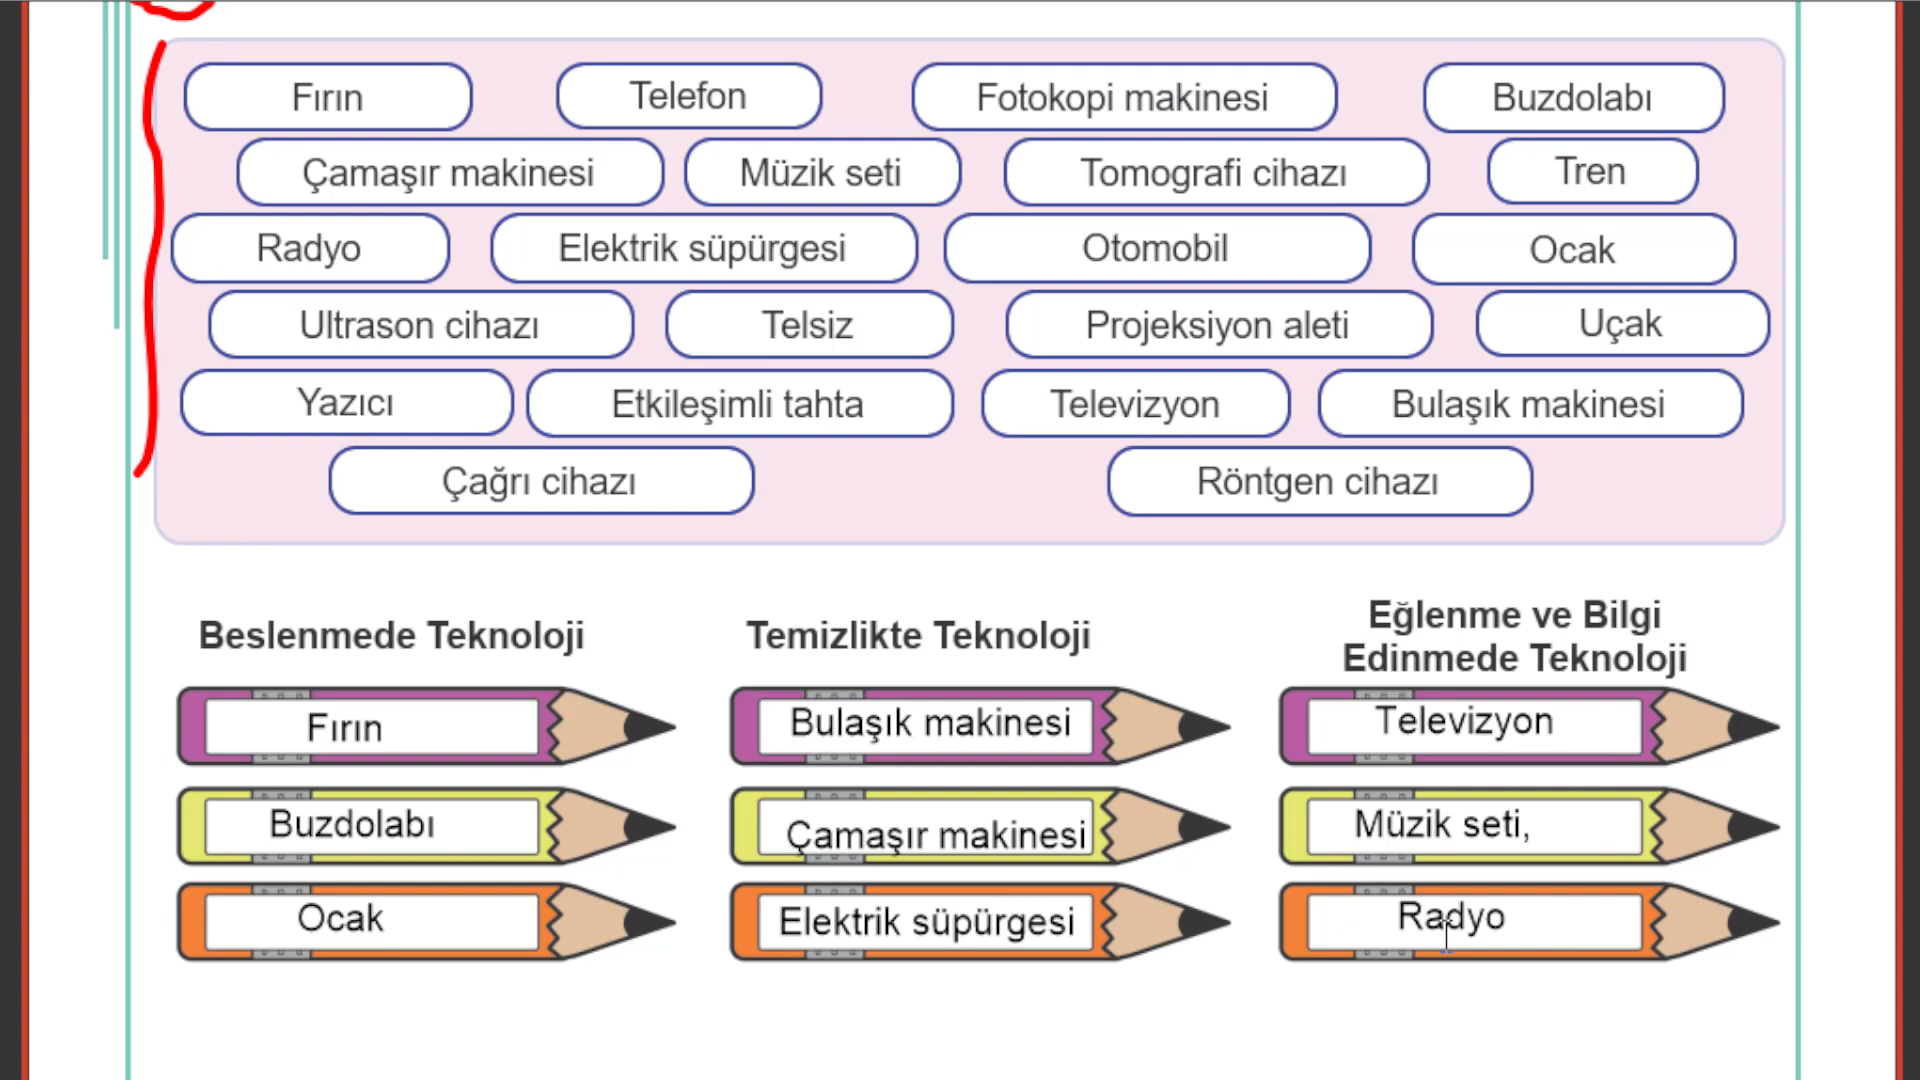 Fırın
Telefon
Fotokopi makinesi
Buzdolabı
Çamaşır makinesi
Müzik seti
Tomografi cihazı
Tren
Radyo
Elektrik süpürgesi
Otomobil
Ocak
Ultrason cihazı
Telsiz
Projeksiyon aleti
Uçak
Yazıcı
Etkileşimli tahta
Televizyon
Bulaşık makinesi
Çağrı cihazı
Röntgen cihazı
Beslenmede Teknoloji
Fırın
Buzdolabı
Ocak
Temizlikte Teknoloji
Bulaşık makinesi
Çamaşır makinesi
Elektrik süpürgesi
Eğlenme ve Bilgi
Edinmede Teknoloji
Televizyon
Müzik seti,
Radyo